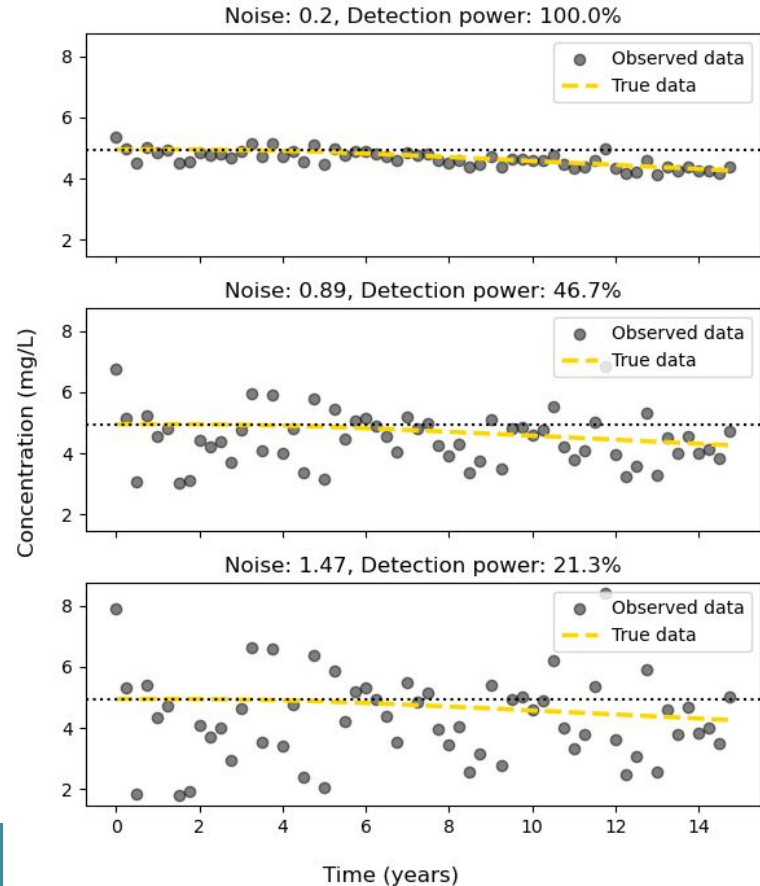 Noise: 0.2, Detection power: 100.0%
8
6
4
2
Observed data
True data
Noise: 0.89, Detection power: 46.7%
8
6
4
2
Observed data
True data
Concentration (mg/L)
Noise: 1.47, Detection power: 21.3%
8
6
4
2
Observed data
True data
0 2 4 6 8 10 12 14
Time (years)